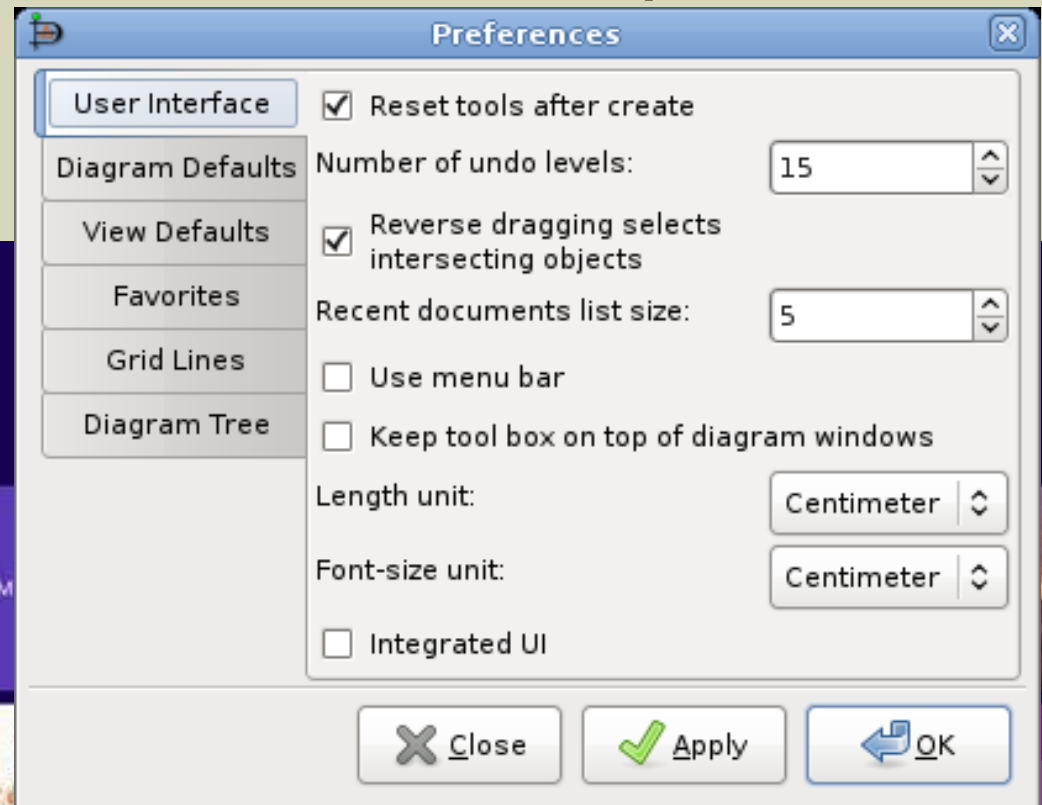 Preferences
User Interface
Diagram Defaults
View Defaults
Favorites
Grid Lines
Diagram Tree
Reset tools after create
Number of undo levels: 15
Reverse dragging selects
intersecting objects
Recent documents list size: 5
Use menu bar
Keep tool box on top of diagram windows
Length unit: Centimeter
Font-size unit: Centimeter
Integrated UI
Close Apply OK